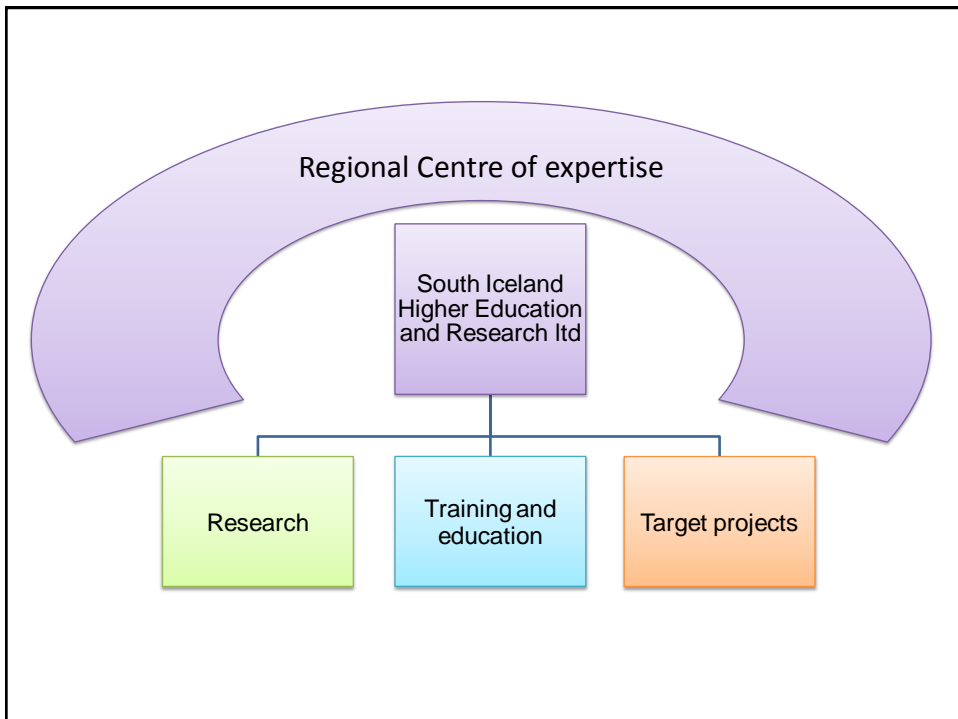 Regional Centre of expertise
South Iceland
Higher Education
and Research ltd
Research
Training and
education
Target projects